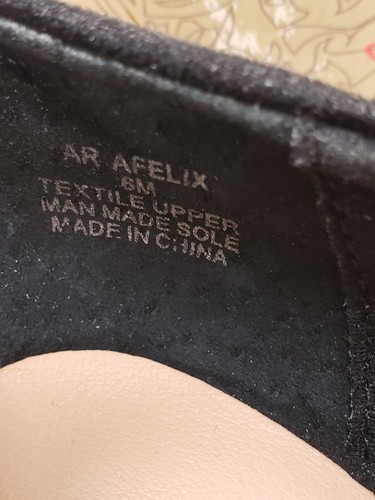 AR AFELIX
6M
TEXTILE UPPER
MAN MADE SOLE
MADE IN CHINA